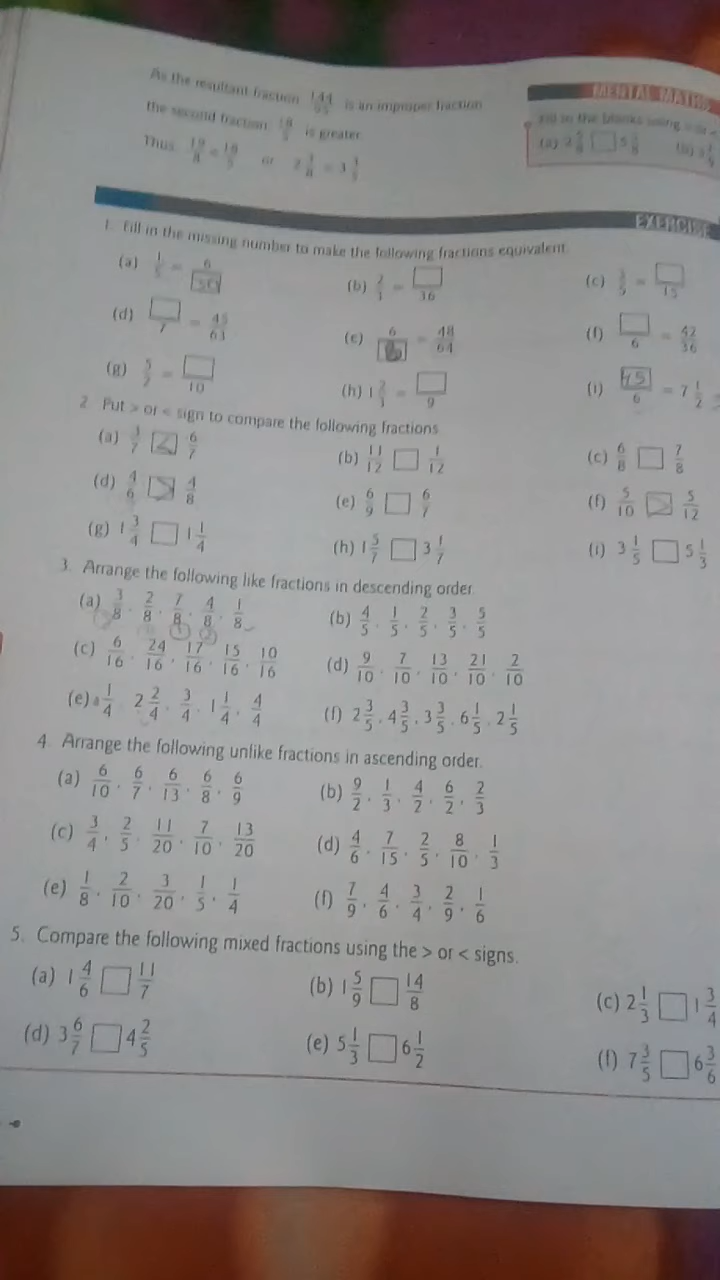 As the resultant fraction 144/95 is an improper fraction
the second fraction 18/5 is greater
Thus
MENTAL MATHS
EXERCISE
1. Fill in the missing number to make the following fractions equivalent.
(a) 1/5 = 6/[30] (b) 2/3 = □/36 (c) 3/9 = □/15
(d) □/7 = 45/63 (e) 6/□ = 48/64 (f) □/6 = 42/36
(g) 5/2 = □/10 (h) 1 2/3 = □/9 (i) [45]/6 = 7 1/2
2. Put > or < sign to compare the following fractions.
(a) 3/7 [<] 6/7 (b) 11/12 □ 1/12 (c) 6/8 □ 7/8
(d) 4/6 [>] 4/8 (e) 6/9 □ 6/7 (f) 5/10 [>] 5/12
(g) 1 3/4 □ 1 1/4 (h) 1 5/7 □ 3 1/7 (i) 3 1/5 □ 5 1/3
3. Arrange the following like fractions in descending order.
(a) 3/8, 2/8, 7/8, 4/8, 1/8 (b) 4/5, 1/5, 2/5, 3/5, 5/5
(c) 6/16, 24/16, 17/16, 15/16, 10/16 (d) 9/10, 7/10, 13/10, 21/10, 2/10
(e) 1/4, 2 2/4, 3/4, 1 1/4, 4/4 (f) 2 3/5, 4 3/5, 3 3/5, 6 1/5, 2 1/5
4. Arrange the following unlike fractions in ascending order.
(a) 6/10, 6/7, 6/13, 6/8, 6/9 (b) 9/2, 1/3, 4/2, 6/2, 2/3
(c) 3/4, 2/5, 11/20, 7/10, 13/20 (d) 4/6, 7/15, 2/5, 8/10, 1/3
(e) 1/8, 2/10, 3/20, 1/5, 1/4 (f) 7/9, 4/6, 3/4, 2/9, 1/6
5. Compare the following mixed fractions using the > or < signs.
(a) 1 4/6 □ 11/7 (b) 1 5/9 □ 14/8 (c) 2 1/3 □ 1 3/4
(d) 3 6/7 □ 4 2/5 (e) 5 1/3 □ 6 1/2 (f) 7 3/5 □ 6 3/6